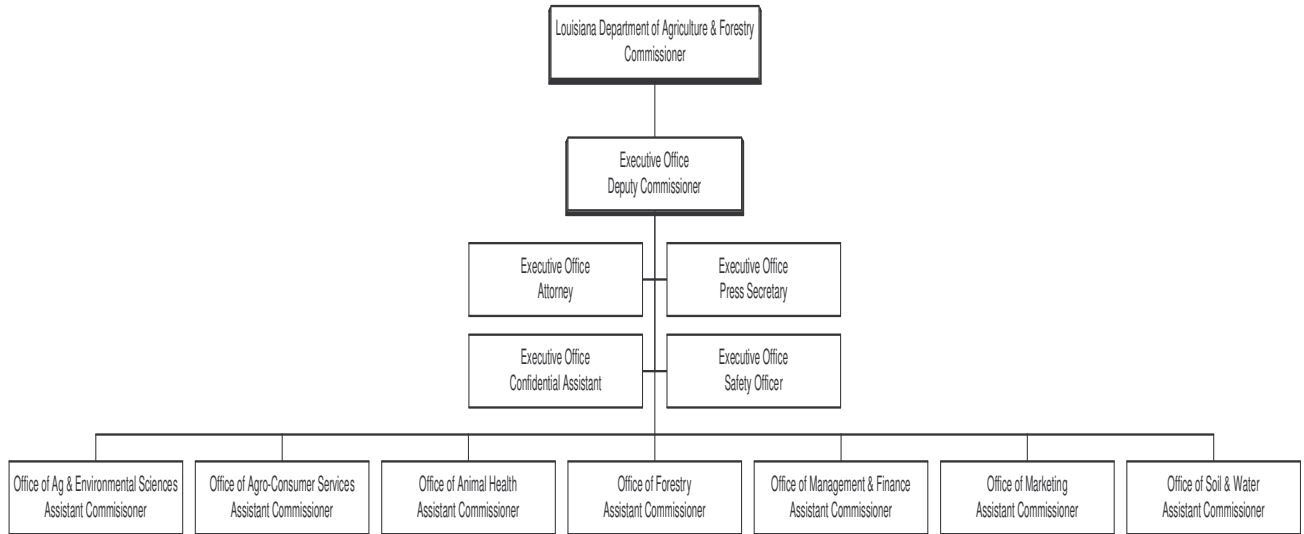 Louisiana Department of Agriculture & Forestry
Commissioner
Executive Office
Deputy Commissioner
Executive Office
Attorney
Executive Office
Press Secretary
Executive Office
Confidential Assistant
Executive Office
Safety Officer
Office of Ag & Environmental Sciences
Assistant Commisisoner
Office of Agro-Consumer Services
Assistant Commissioner
Office of Animal Health
Assistant Commissioner
Office of Forestry
Assistant Commissioner
Office of Management & Finance
Assistant Commissioner
Office of Marketing
Assistant Commissioner
Office of Soil & Water
Assistant Commissioner